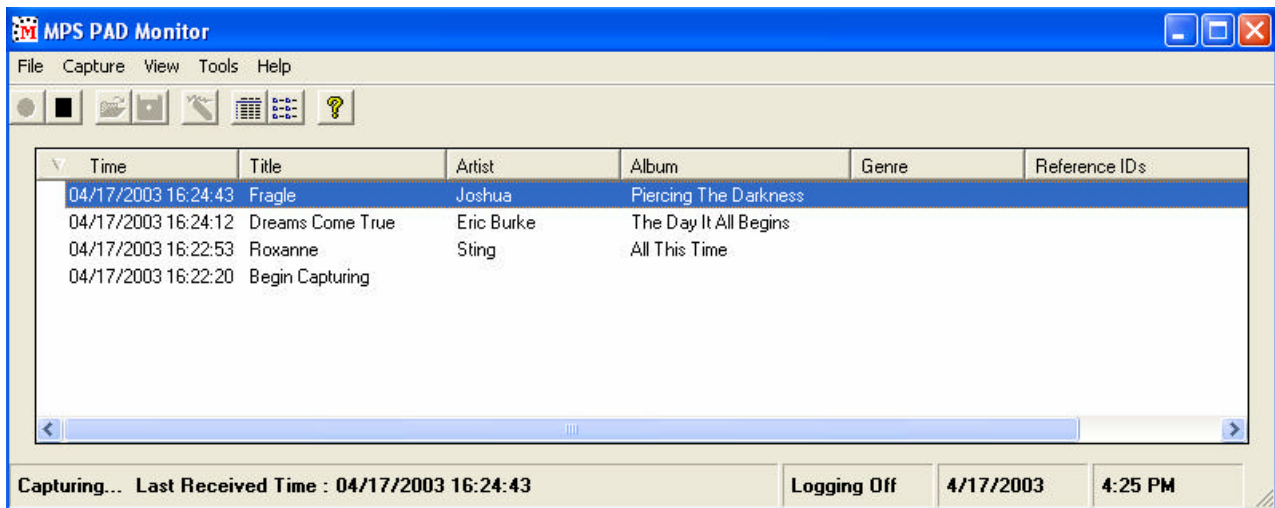 MPS PAD Monitor
File Capture View Tools Help
Time Title Artist Album Genre Reference IDs
04/17/2003 16:24:43 Fragle Joshua Piercing The Darkness
04/17/2003 16:24:12 Dreams Come True Eric Burke The Day It All Begins
04/17/2003 16:22:53 Roxanne Sting All This Time
04/17/2003 16:22:20 Begin Capturing
Capturing... Last Received Time : 04/17/2003 16:24:43 Logging Off 4/17/2003 4:25 PM